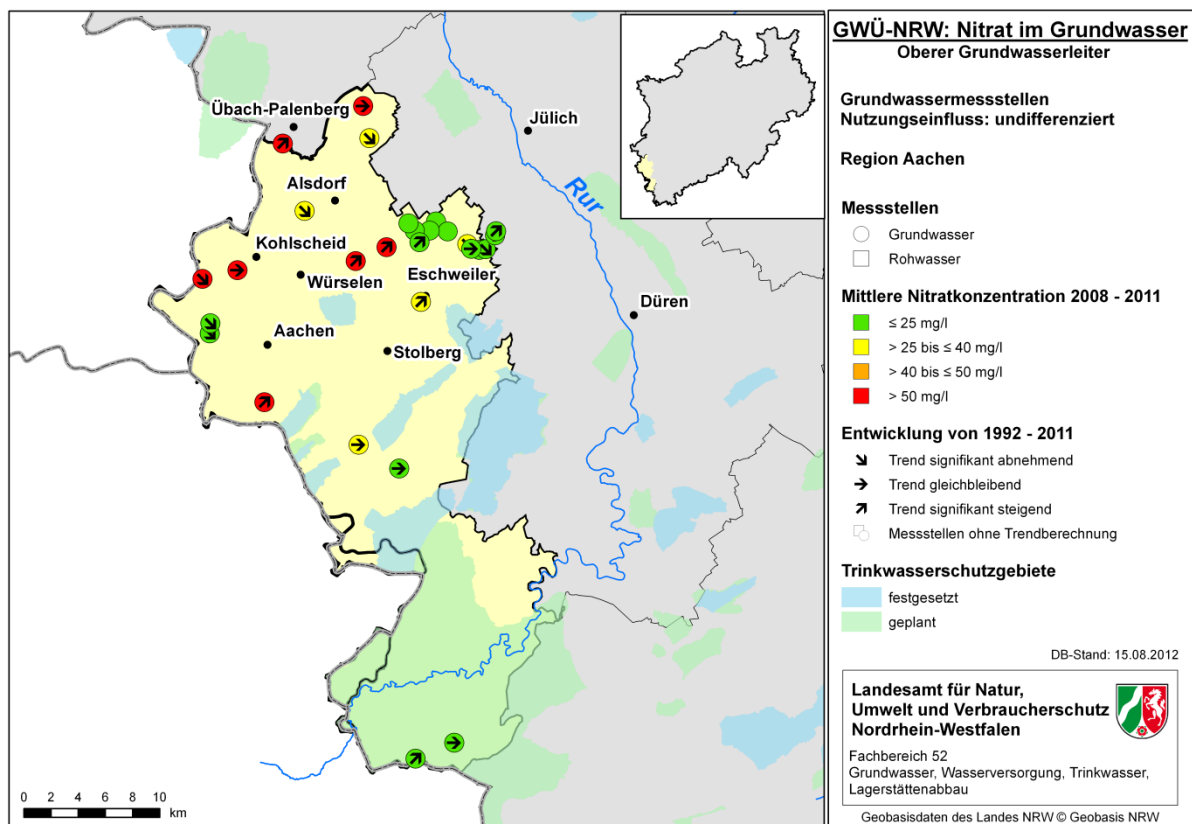 Übach-Palenberg
Jülich
Rur
Alsdorf
Kohlscheid
Würselen
Eschweiler
Düren
Aachen
Stolberg
0 2 4 6 8 10
km
GWÜ-NRW: Nitrat im Grundwasser
Oberer Grundwasserleiter
Grundwassermessstellen
Nutzungseinfluss: undifferenziert
Region Aachen
Messstellen
Grundwasser
Rohwasser
Mittlere Nitratkonzentration 2008 - 2011
≤ 25 mg/l
> 25 bis ≤ 40 mg/l
> 40 bis ≤ 50 mg/l
> 50 mg/l
Entwicklung von 1992 - 2011
Trend signifikant abnehmend
Trend gleichbleibend
Trend signifikant steigend
Messstellen ohne Trendberechnung
Trinkwasserschutzgebiete
festgesetzt
geplant
DB-Stand: 15.08.2012
Landesamt für Natur,
Umwelt und Verbraucherschutz
Nordrhein-Westfalen
Fachbereich 52
Grundwasser, Wasserversorgung, Trinkwasser,
Lagerstättenabbau
Geobasisdaten des Landes NRW © Geobasis NRW